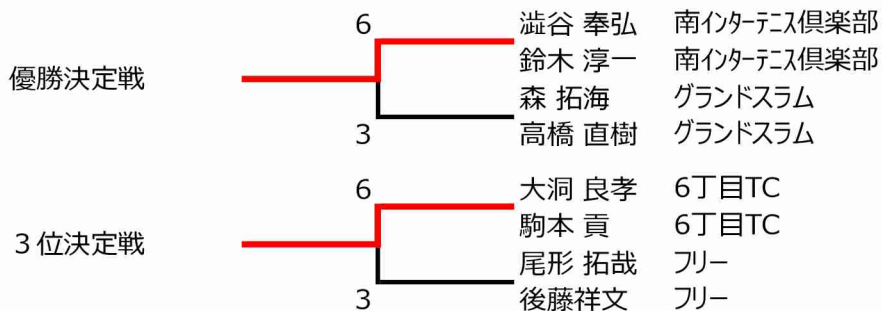 6 澁谷 奉弘 南インターテニス倶楽部
鈴木 淳一 南インターテニス倶楽部
優勝決定戦
森 拓海 グランドスラム
3 高橋 直樹 グランドスラム
6 大洞 良孝 6丁目TC
駒本 貢 6丁目TC
3位決定戦
尾形 拓哉 フリー
3 後藤祥文 フリー